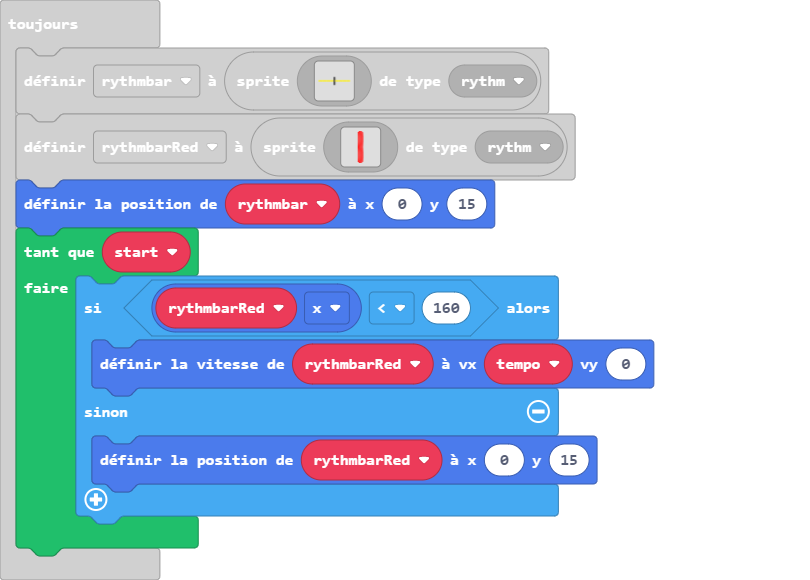 toujours
définir rythmbar à sprite de type rythm
définir rythmbarRed à sprite de type rythm
définir la position de rythmbar à x 0 y 15
tant que start
faire
si rythmbarRed x < 160 alors
définir la vitesse de rythmbarRed à vx tempo vy 0
sinon
définir la position de rythmbarRed à x 0 y 15